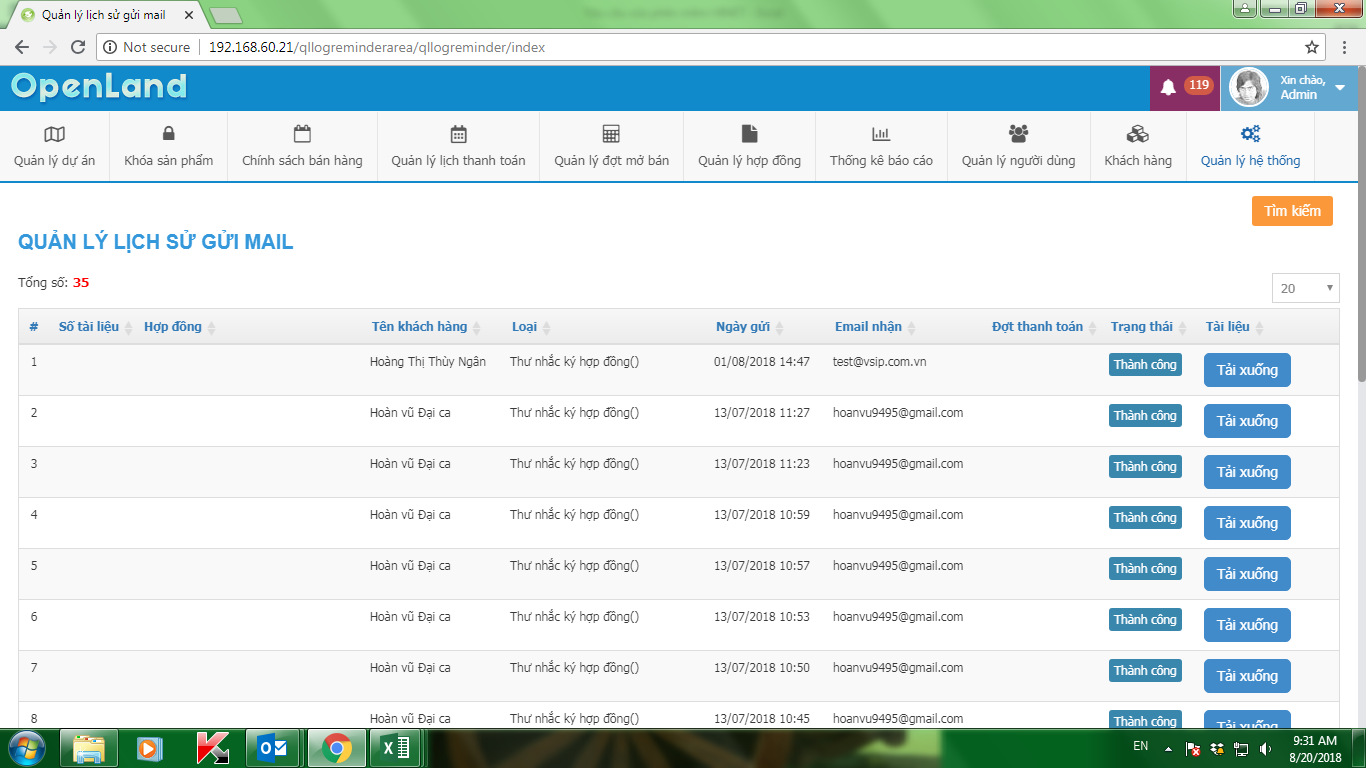 Quản lý lịch sử gửi mail
Not secure
192.168.60.21/qllogreminderarea/qllogreminder/index
OpenLand
119
Xin chào,
Admin
Quản lý dự án
Khóa sản phẩm
Chính sách bán hàng
Quản lý lịch thanh toán
Quản lý đợt mở bán
Quản lý hợp đồng
Thống kê báo cáo
Quản lý người dùng
Khách hàng
Quản lý hệ thống
Tìm kiếm
QUẢN LÝ LỊCH SỬ GỬI MAIL
Tổng số: 35
20
# Số tài liệu Hợp đồng Tên khách hàng Loại Ngày gửi Email nhận Đợt thanh toán Trạng thái Tài liệu
1 Hoàng Thị Thùy Ngân Thư nhắc ký hợp đồng() 01/08/2018 14:47 test@vsip.com.vn Thành công Tải xuống
2 Hoàn vũ Đại ca Thư nhắc ký hợp đồng() 13/07/2018 11:27 hoanvu9495@gmail.com Thành công Tải xuống
3 Hoàn vũ Đại ca Thư nhắc ký hợp đồng() 13/07/2018 11:23 hoanvu9495@gmail.com Thành công Tải xuống
4 Hoàn vũ Đại ca Thư nhắc ký hợp đồng() 13/07/2018 10:59 hoanvu9495@gmail.com Thành công Tải xuống
5 Hoàn vũ Đại ca Thư nhắc ký hợp đồng() 13/07/2018 10:57 hoanvu9495@gmail.com Thành công Tải xuống
6 Hoàn vũ Đại ca Thư nhắc ký hợp đồng() 13/07/2018 10:53 hoanvu9495@gmail.com Thành công Tải xuống
7 Hoàn vũ Đại ca Thư nhắc ký hợp đồng() 13/07/2018 10:50 hoanvu9495@gmail.com Thành công Tải xuống
8 Hoàn vũ Đại ca Thư nhắc ký hợp đồng() 13/07/2018 10:45 hoanvu9495@gmail.com Thành công Tải xuống
EN
9:31 AM
8/20/2018